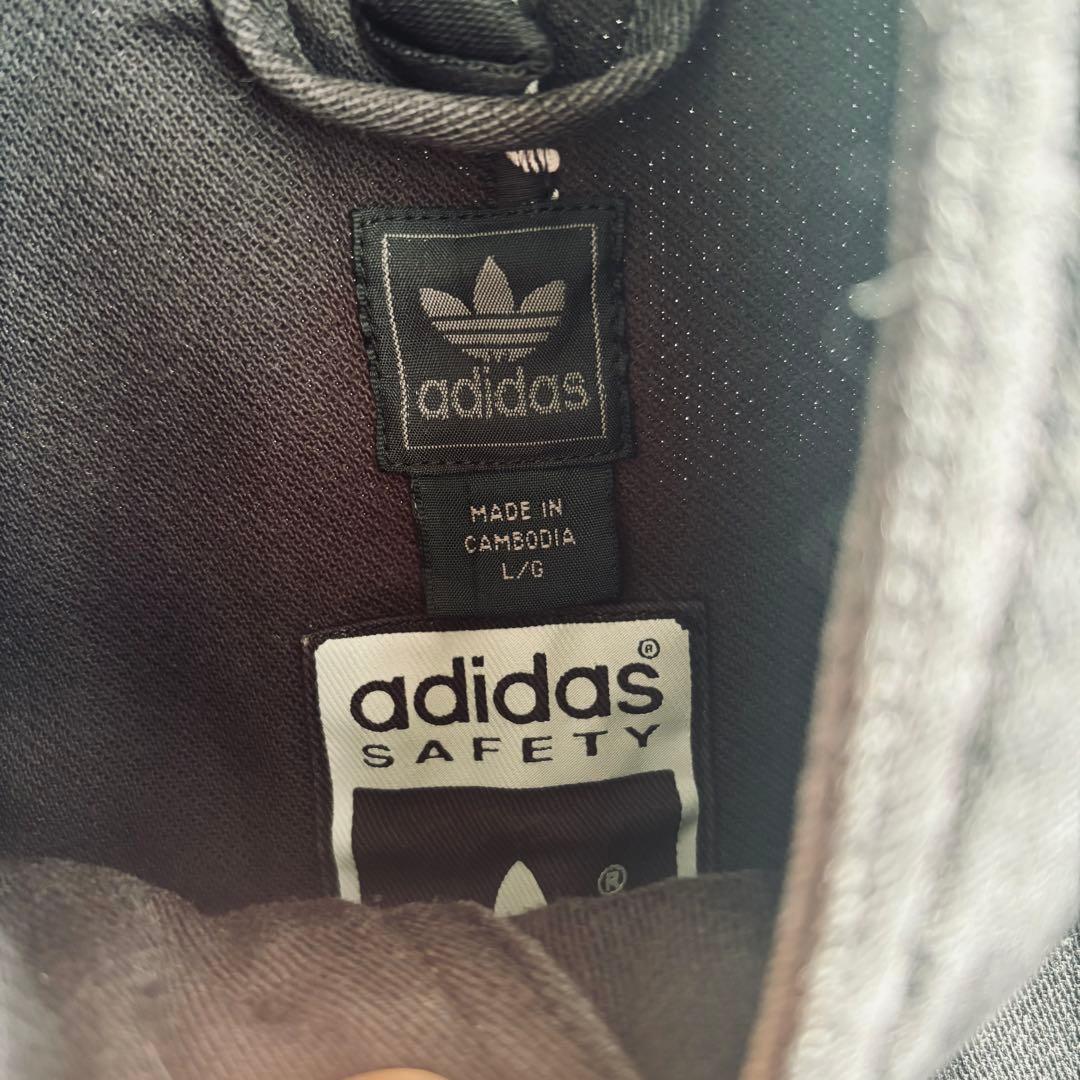 adidas
MADE IN
CAMBODIA
L/G
adidas®
SAFETY
®